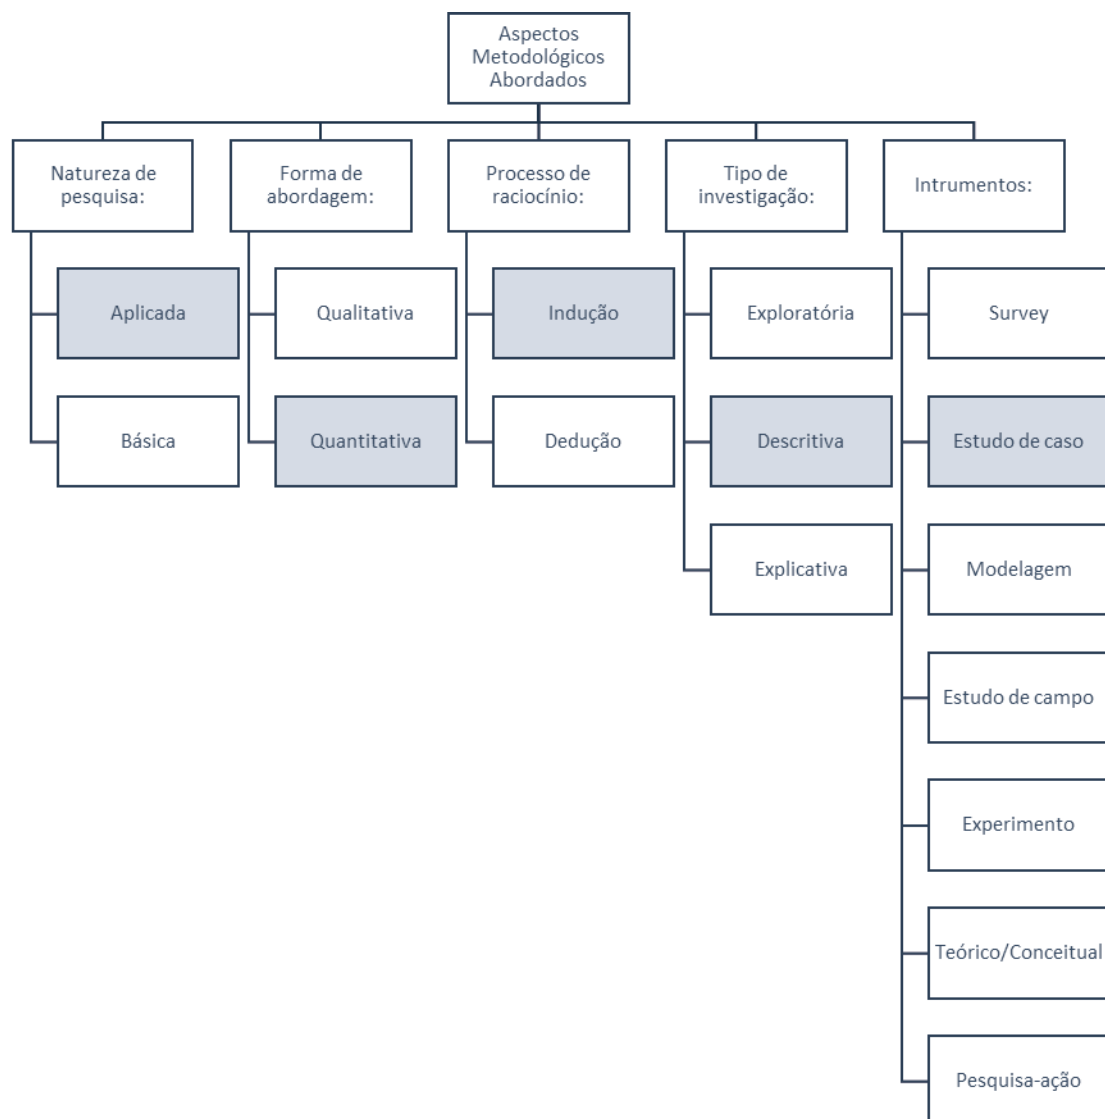 Aspectos
Metodológicos
Abordados
Natureza de
pesquisa:
Forma de
abordagem:
Processo de
raciocínio:
Tipo de
investigação:
Intrumentos:
Aplicada
Qualitativa
Indução
Exploratória
Survey
Básica
Quantitativa
Dedução
Descritiva
Estudo de caso
Explicativa
Modelagem
Estudo de campo
Experimento
Teórico/Conceitual
Pesquisa-ação